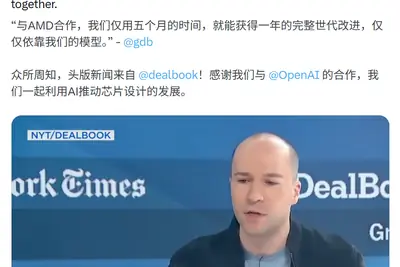 together.
“与AMD合作，我们仅用五个月的时间，就能获得一年的完整世代改进，仅
仅依靠我们的模型。” - @gdb
众所周知，头版新闻来自 @dealbook！感谢我们与 @OpenAI 的合作，我
们一起利用AI推动芯片设计的发展。
NYT/DEALBOOK
ork Times
DealBo
Gr